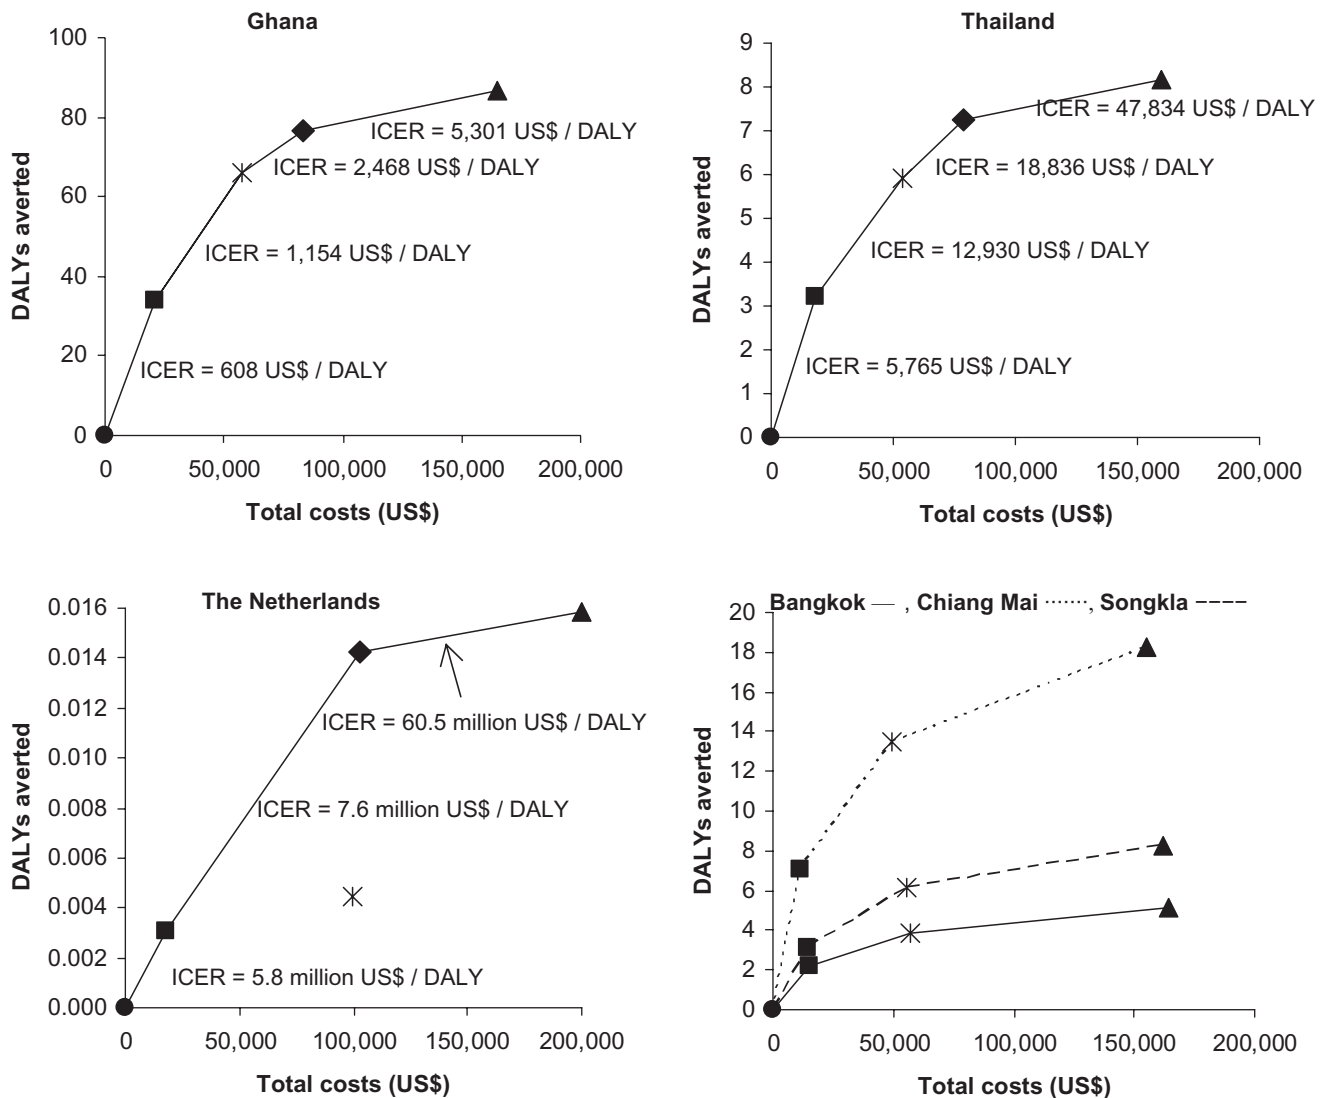 Ghana
100
80
60
40
20
0
DALYs averted
ICER = 5,301 US$ / DALY
ICER = 2,468 US$ / DALY
ICER = 1,154 US$ / DALY
ICER = 608 US$ / DALY
0 50,000 100,000 150,000 200,000
Total costs (US$)
Thailand
9
8
7
6
5
4
3
2
1
0
DALYs averted
ICER = 47,834 US$ / DALY
ICER = 18,836 US$ / DALY
ICER = 12,930 US$ / DALY
ICER = 5,765 US$ / DALY
0 50,000 100,000 150,000 200,000
Total costs (US$)
The Netherlands
0.016
0.014
0.012
0.010
0.008
0.006
0.004
0.002
0.000
DALYs averted
ICER = 60.5 million US$ / DALY
ICER = 7.6 million US$ / DALY
ICER = 5.8 million US$ / DALY
0 50,000 100,000 150,000 200,000
Total costs (US$)
Bangkok — , Chiang Mai ······, Songkla ----
20
18
16
14
12
10
8
6
4
2
0
DALYs averted
0 50,000 100,000 150,000 200,000
Total costs (US$)